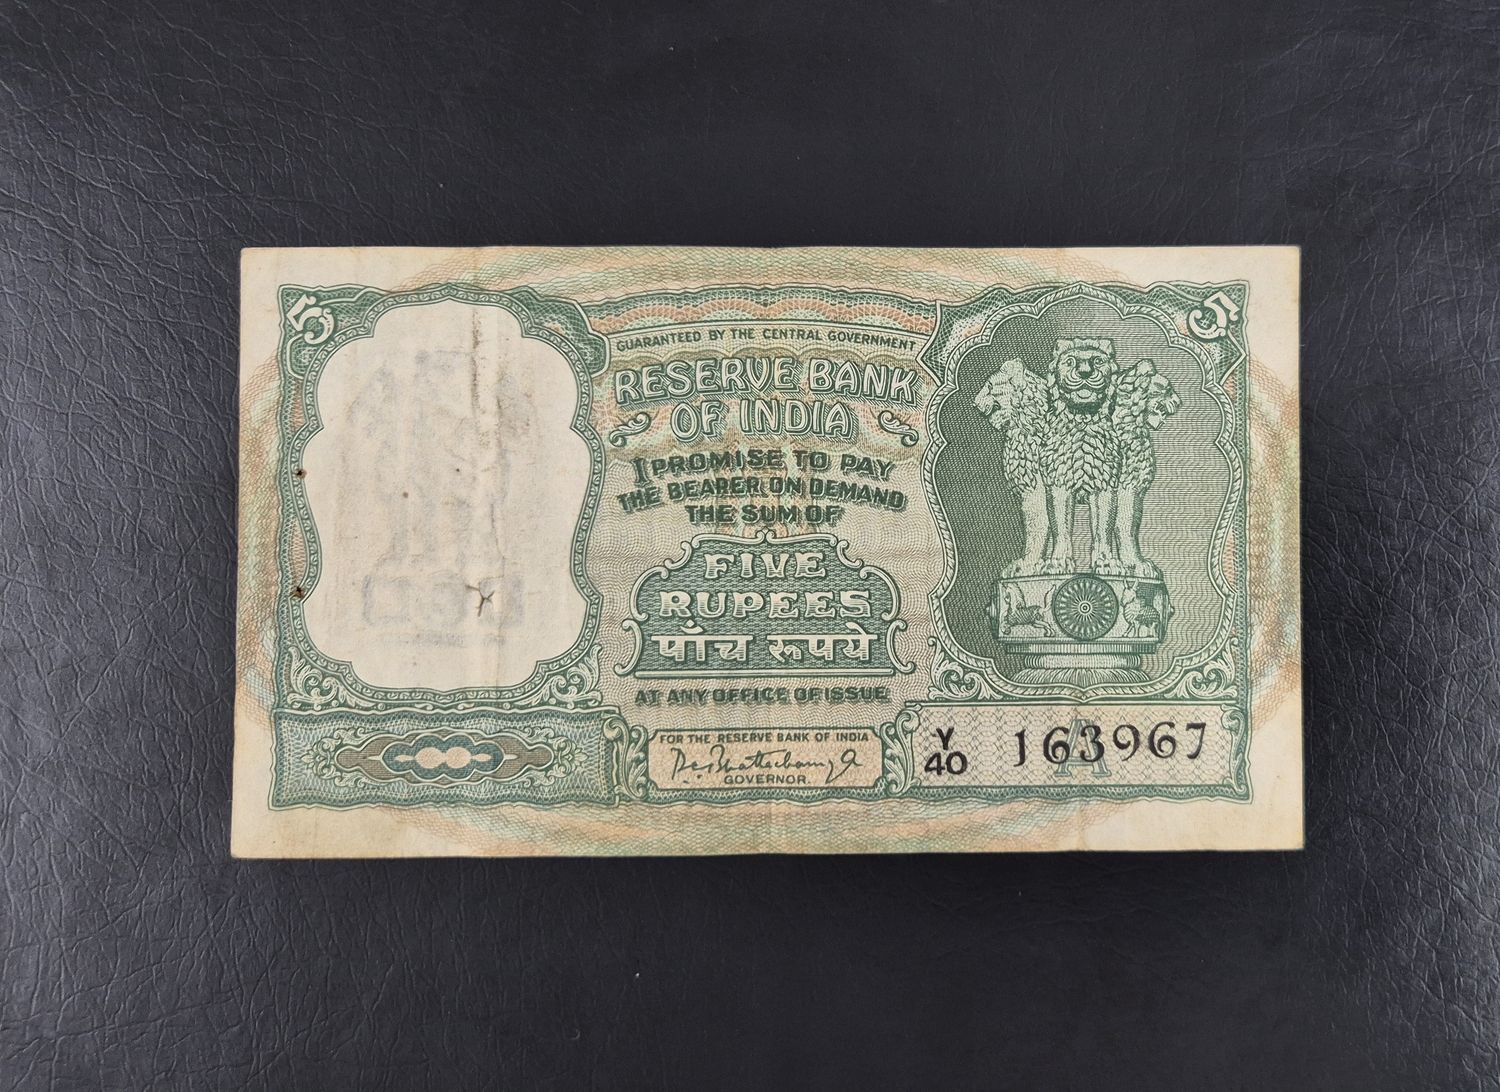 5
5
GUARANTEED BY THE CENTRAL GOVERNMENT
RESERVE BANK
OF INDIA
I PROMISE TO PAY
THE BEARER ON DEMAND
THE SUM OF
FIVE
RUPEES
पाँच रूपये
AT ANY OFFICE OF ISSUE
FOR THE RESERVE BANK OF INDIA
P. C. Bhattacharyya
GOVERNOR.
Y
40
163967
A